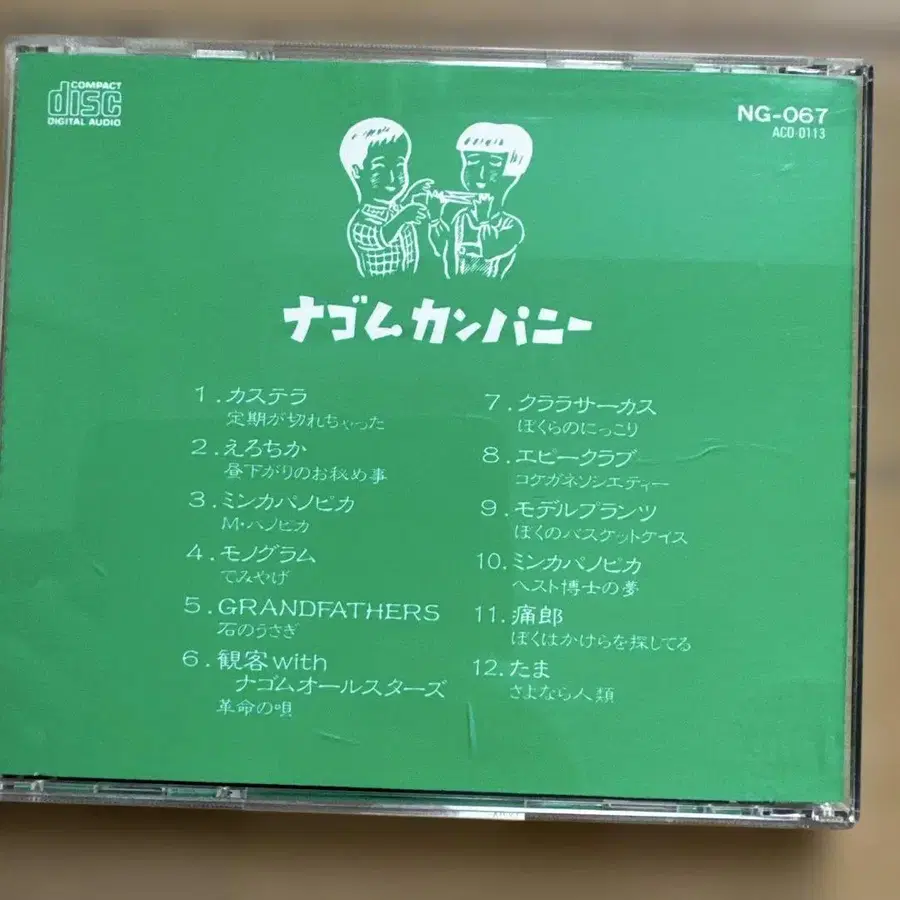 COMPACT
disc
DIGITAL AUDIO
NG-067
ACD-0113
ナゴムカンパニー
1.カステラ
定期が切れちゃった
2.えろちか
昼下がりのお秘め事
3.ミンカパノピカ
M・パノピカ
4.モノグラム
てみやげ
5.GRANDFATHERS
石のうさぎ
6.観客with
ナゴムオールスターズ
革命の唄
7.クララサーカス
ぼくらのにっこり
8.エピークラブ
コケガネソシエティー
9.モデルプランツ
ぼくのバスケットケイス
10.ミンカパノピカ
ペスト博士の夢
11.痛郎
ぼくはかけらを探してる
12.たま
さよなら人類